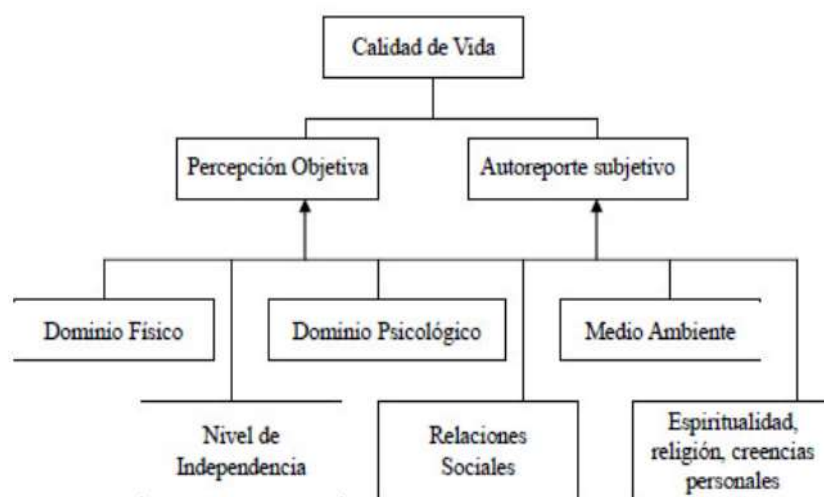 Calidad de Vida
Percepción Objetiva
Autoreporte subjetivo
Dominio Físico
Dominio Psicológico
Medio Ambiente
Nivel de
Independencia
Relaciones
Sociales
Espiritualidad,
religión, creencias
personales